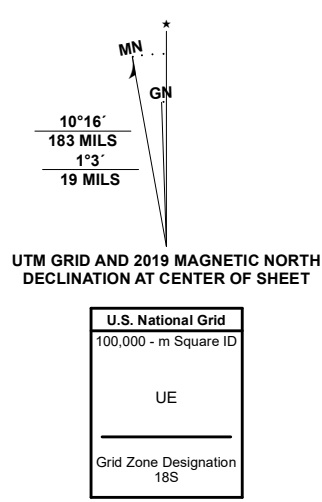 ★
MN
GN
10°16´
183 MILS
1°3´
19 MILS
UTM GRID AND 2019 MAGNETIC NORTH
DECLINATION AT CENTER OF SHEET
U.S. National Grid
100,000 - m Square ID
UE
Grid Zone Designation
18S